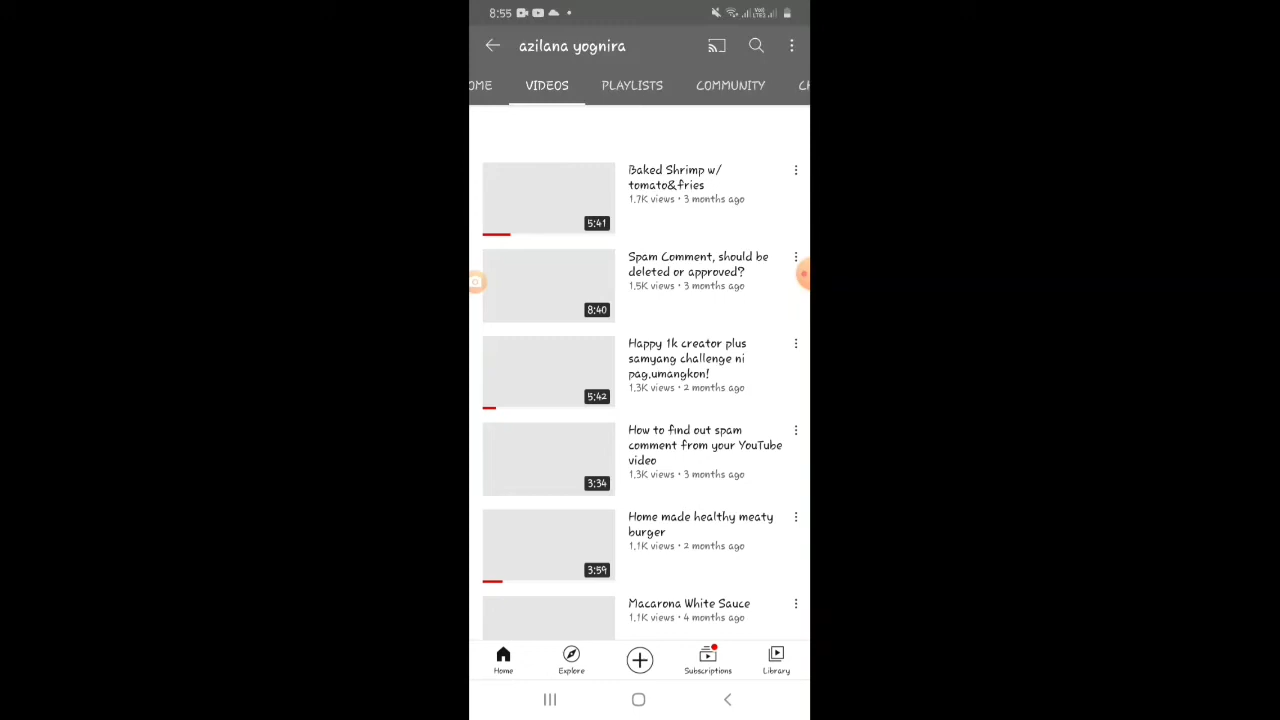 8:55
azilana yognira
OME VIDEOS PLAYLISTS COMMUNITY CH
Baked Shrimp w/
tomato&fries
1.7K views • 3 months ago
5:41
Spam Comment, should be
deleted or approved?
1.5K views • 3 months ago
8:40
Happy 1k creator plus
samyang challenge ni
pag.umangkon!
1.3K views • 2 months ago
5:42
How to find out spam
comment from your YouTube
video
1.3K views • 3 months ago
3:34
Home made healthy meaty
burger
1.1K views • 2 months ago
3:59
Macarona White Sauce
1.1K views • 4 months ago
Home Explore Subscriptions Library